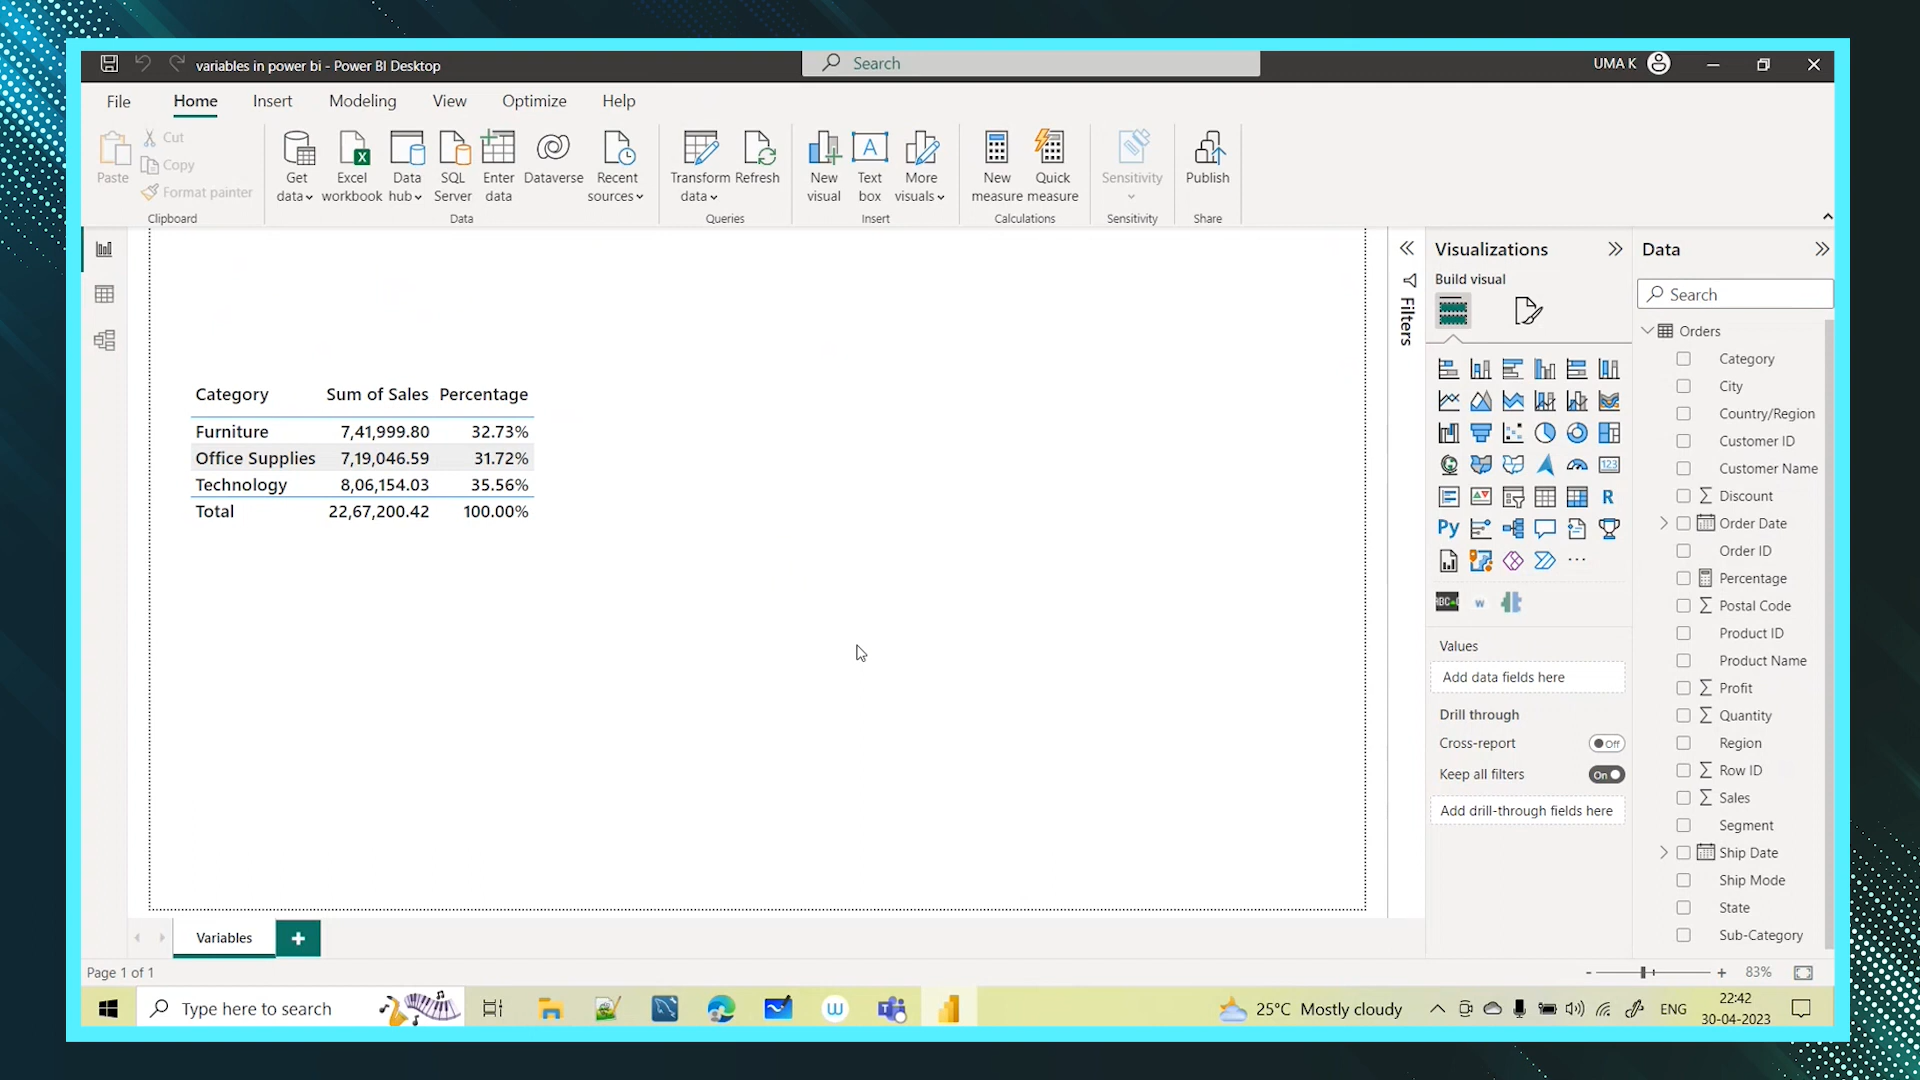 variables in power bi - Power BI Desktop
Search
UMA K
File Home Insert Modeling View Optimize Help
Paste
Cut
Copy
Format painter
Clipboard
Get data
Excel workbook
Data hub
SQL Server
Enter data
Dataverse
Recent sources
Data
Transform data
Refresh
Queries
New visual
Text box
More visuals
Insert
New measure
Quick measure
Calculations
Sensitivity
Sensitivity
Publish
Share
Category Sum of Sales Percentage
Furniture 7,41,999.80 32.73%
Office Supplies 7,19,046.59 31.72%
Technology 8,06,154.03 35.56%
Total 22,67,200.42 100.00%
Filters
Visualizations
Build visual
123
R
Py
Values
Add data fields here
Drill through
Cross-report Off
Keep all filters On
Add drill-through fields here
Data
Search
Orders
Category
City
Country/Region
Customer ID
Customer Name
Discount
Order Date
Order ID
Percentage
Postal Code
Product ID
Product Name
Profit
Quantity
Region
Row ID
Sales
Segment
Ship Date
Ship Mode
State
Sub-Category
Variables
Page 1 of 1
83%
Type here to search
25°C Mostly cloudy
ENG
22:42
30-04-2023